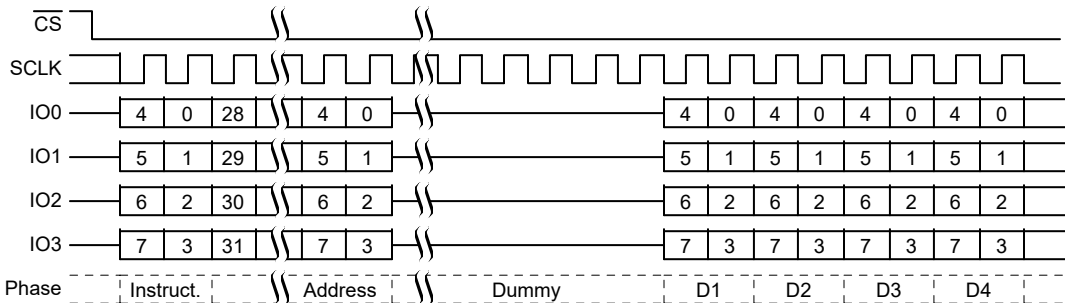 CS
SCLK
IO0 4 0 28 4 0 4 0 4 0 4 0 4 0
IO1 5 1 29 5 1 5 1 5 1 5 1 5 1
IO2 6 2 30 6 2 6 2 6 2 6 2 6 2
IO3 7 3 31 7 3 7 3 7 3 7 3 7 3
Phase Instruct. Address Dummy D1 D2 D3 D4